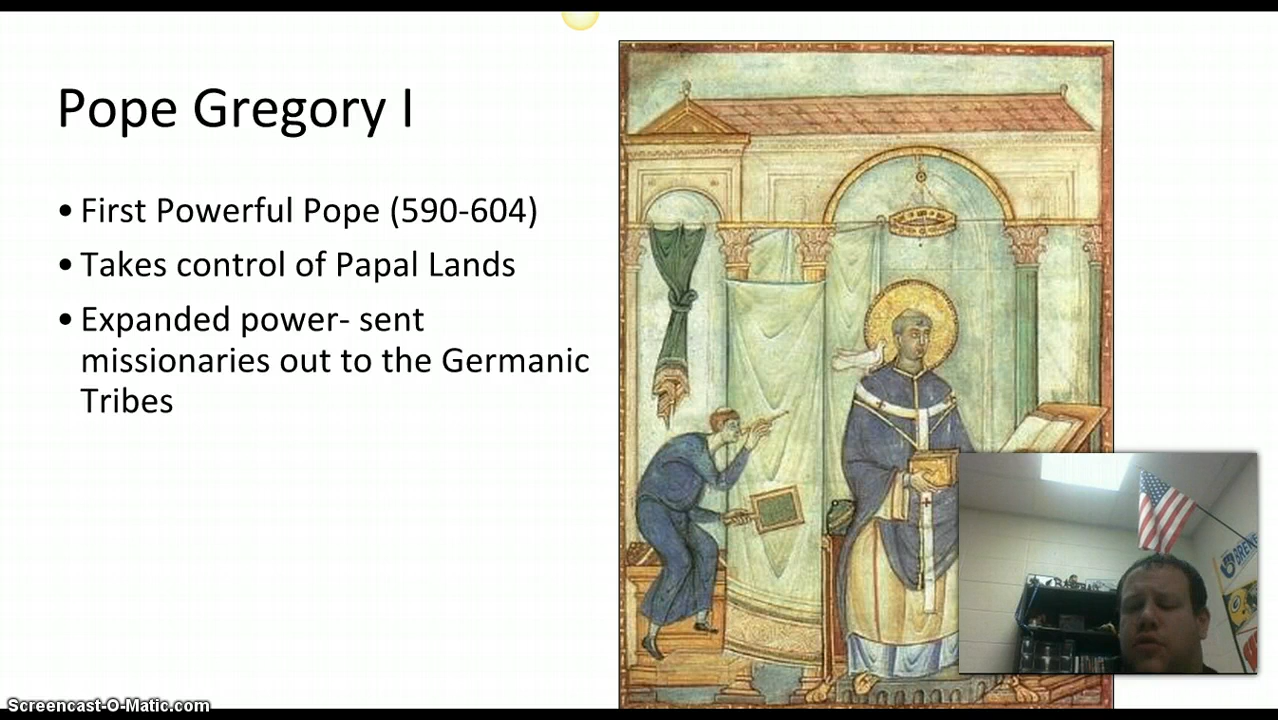 Pope Gregory I
• First Powerful Pope (590-604)
• Takes control of Papal Lands
• Expanded power- sent
missionaries out to the Germanic
Tribes
Screencast-O-Matic.com